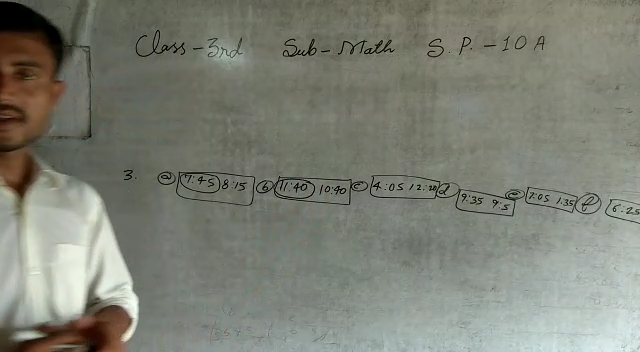 Class - 3rd Sub - Math S.P. - 10 A
3. a 7:45 8:15 b 11:40 10:40 c 4:05 12:20 d 9:35 9:5 e 7:05 1:35 f 6:25